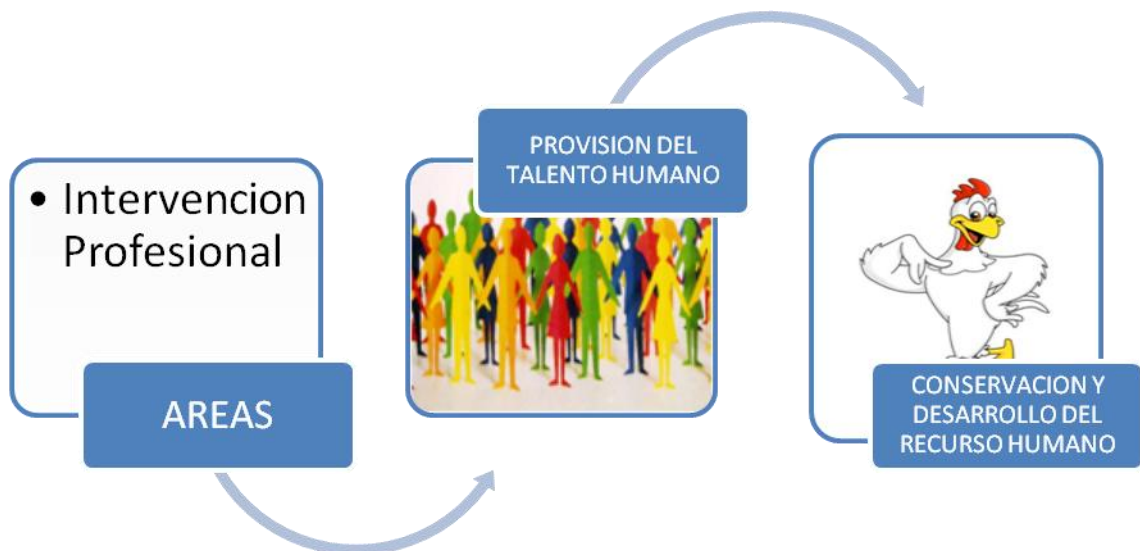 • Intervencion
Profesional
AREAS
PROVISION DEL
TALENTO HUMANO
CONSERVACION Y
DESARROLLO DEL
RECURSO HUMANO